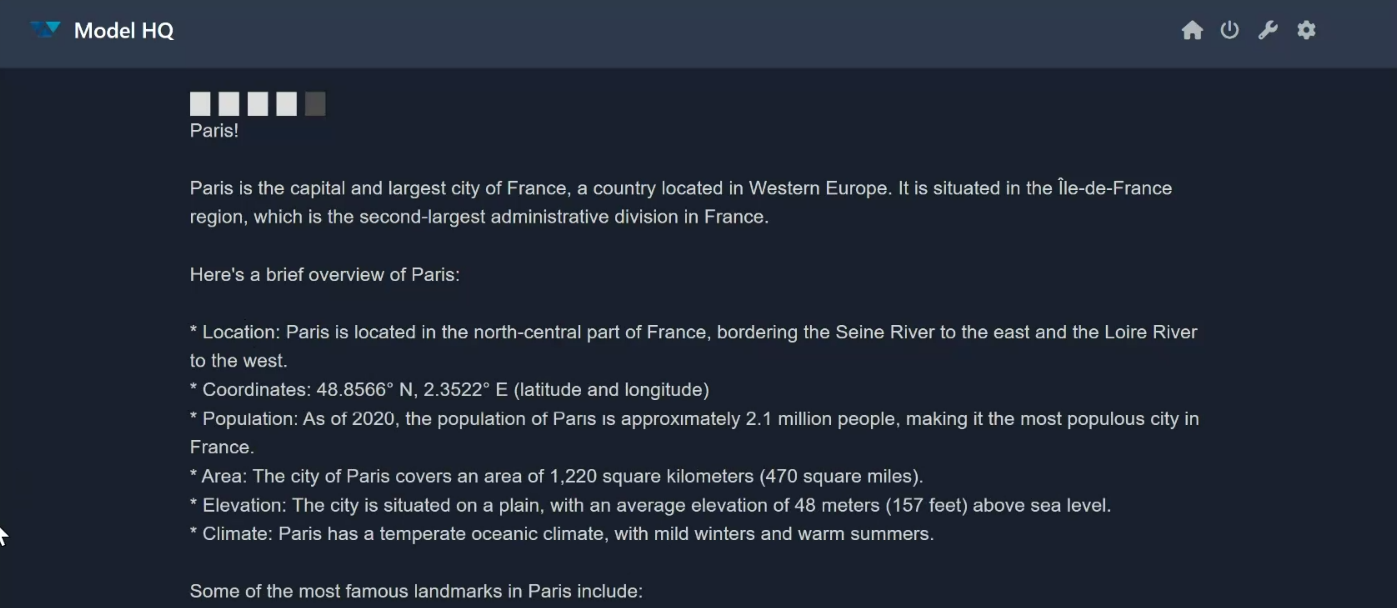 Model HQ
Paris!
Paris is the capital and largest city of France, a country located in Western Europe. It is situated in the Île-de-France
region, which is the second-largest administrative division in France.
Here's a brief overview of Paris:
* Location: Paris is located in the north-central part of France, bordering the Seine River to the east and the Loire River
to the west.
* Coordinates: 48.8566° N, 2.3522° E (latitude and longitude)
* Population: As of 2020, the population of Paris is approximately 2.1 million people, making it the most populous city in
France.
* Area: The city of Paris covers an area of 1,220 square kilometers (470 square miles).
* Elevation: The city is situated on a plain, with an average elevation of 48 meters (157 feet) above sea level.
* Climate: Paris has a temperate oceanic climate, with mild winters and warm summers.
Some of the most famous landmarks in Paris include: